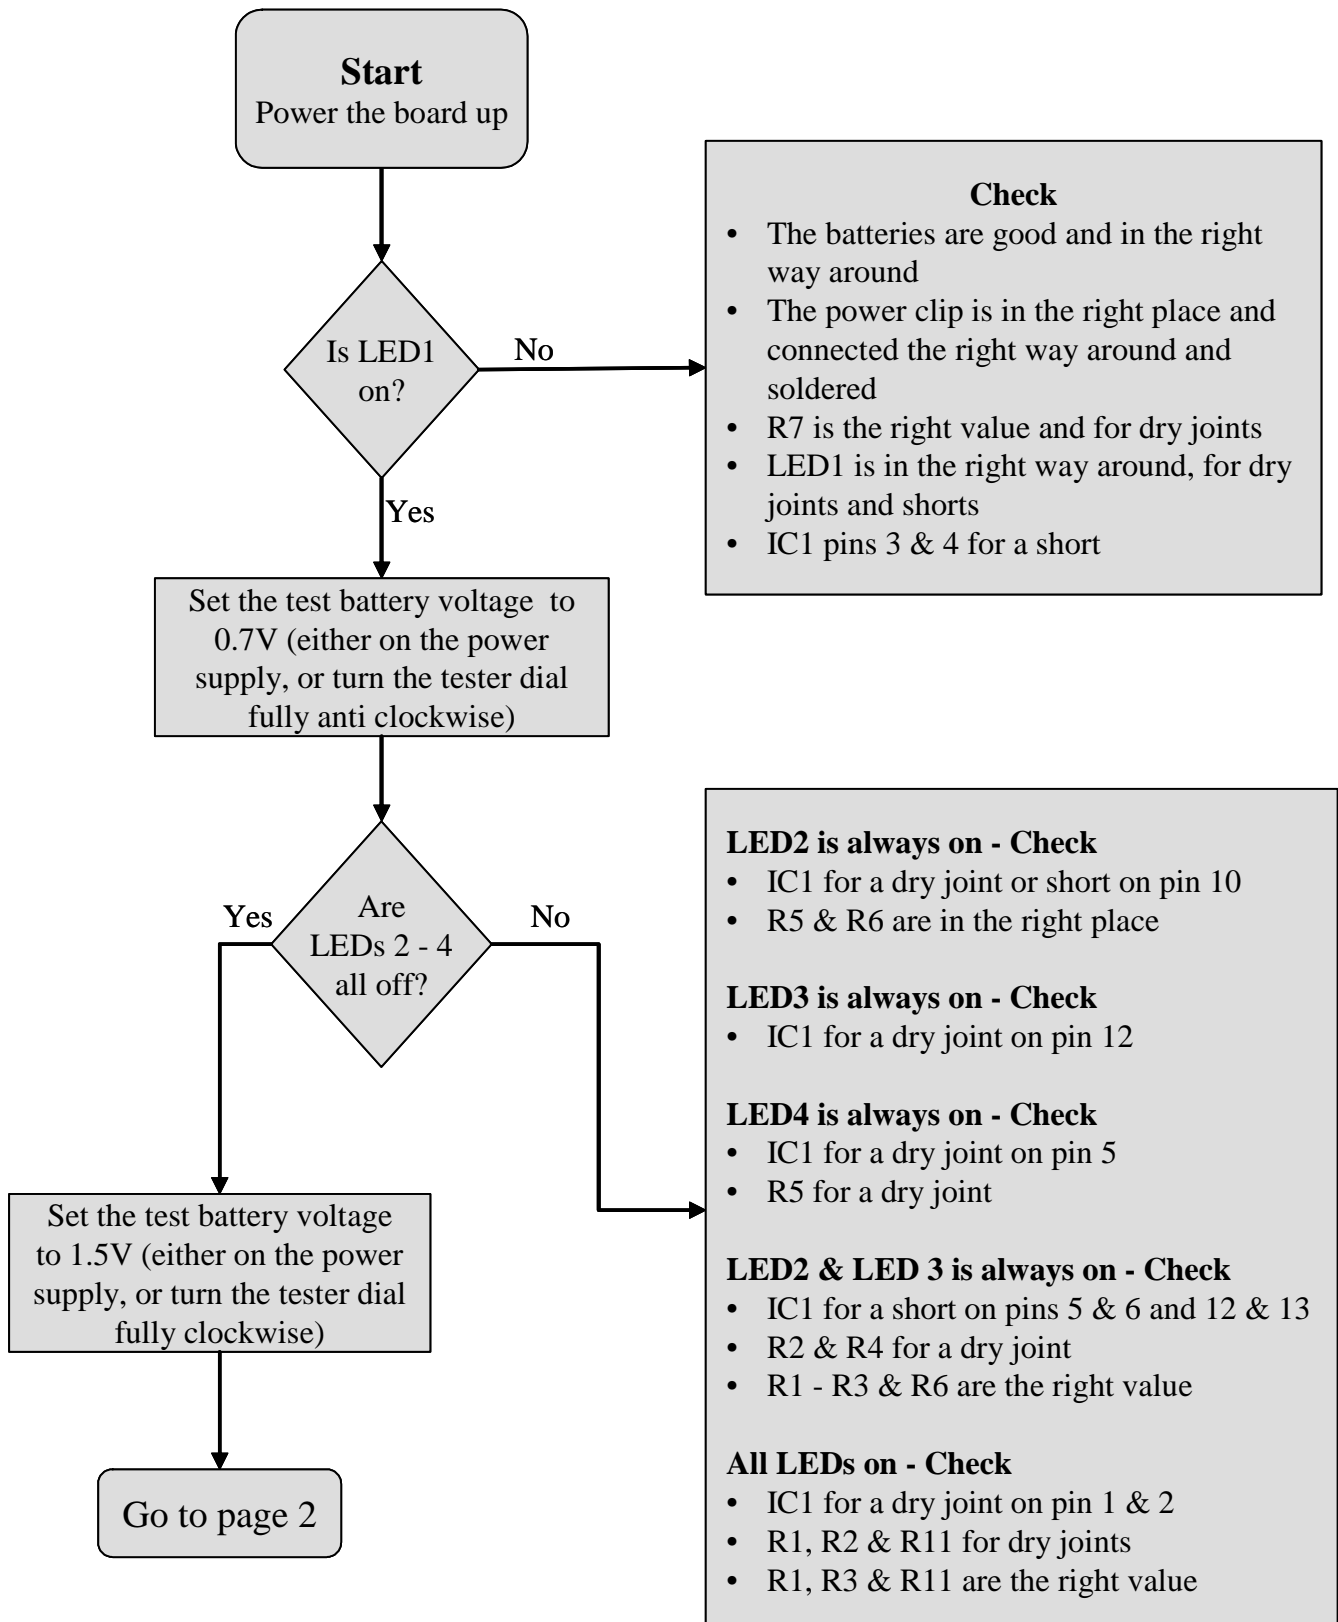 Start
Power the board up
Check
• The batteries are good and in the right
way around
• The power clip is in the right place and
connected the right way around and
soldered
• R7 is the right value and for dry joints
• LED1 is in the right way around, for dry
joints and shorts
• IC1 pins 3 & 4 for a short
Is LED1
on?
No
Yes
Set the test battery voltage to
0.7V (either on the power
supply, or turn the tester dial
fully anti clockwise)
Are
LEDs 2 - 4
all off?
Yes
No
LED2 is always on - Check
• IC1 for a dry joint or short on pin 10
• R5 & R6 are in the right place
LED3 is always on - Check
• IC1 for a dry joint on pin 12
LED4 is always on - Check
• IC1 for a dry joint on pin 5
• R5 for a dry joint
LED2 & LED 3 is always on - Check
• IC1 for a short on pins 5 & 6 and 12 & 13
• R2 & R4 for a dry joint
• R1 - R3 & R6 are the right value
All LEDs on - Check
• IC1 for a dry joint on pin 1 & 2
• R1, R2 & R11 for dry joints
• R1, R3 & R11 are the right value
Set the test battery voltage
to 1.5V (either on the power
supply, or turn the tester dial
fully clockwise)
Go to page 2